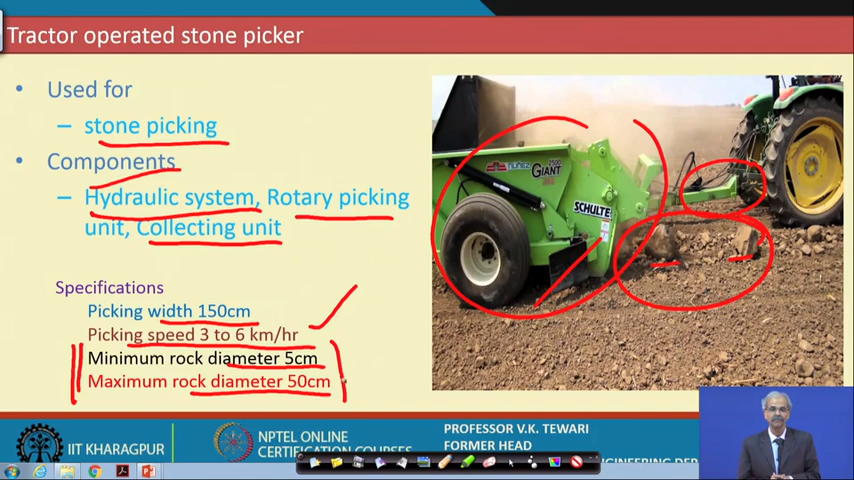 Tractor operated stone picker
• Used for
– stone picking
• Components
– Hydraulic system, Rotary picking
unit, Collecting unit
Specifications
Picking width 150cm
Picking speed 3 to 6 km/hr
Minimum rock diameter 5cm
Maximum rock diameter 50cm
NUNEZ
2500
GIANT
SCHULTE
IIT KHARAGPUR
NPTEL ONLINE
CERTIFICATION COURSES
PROFESSOR V.K. TEWARI
FORMER HEAD